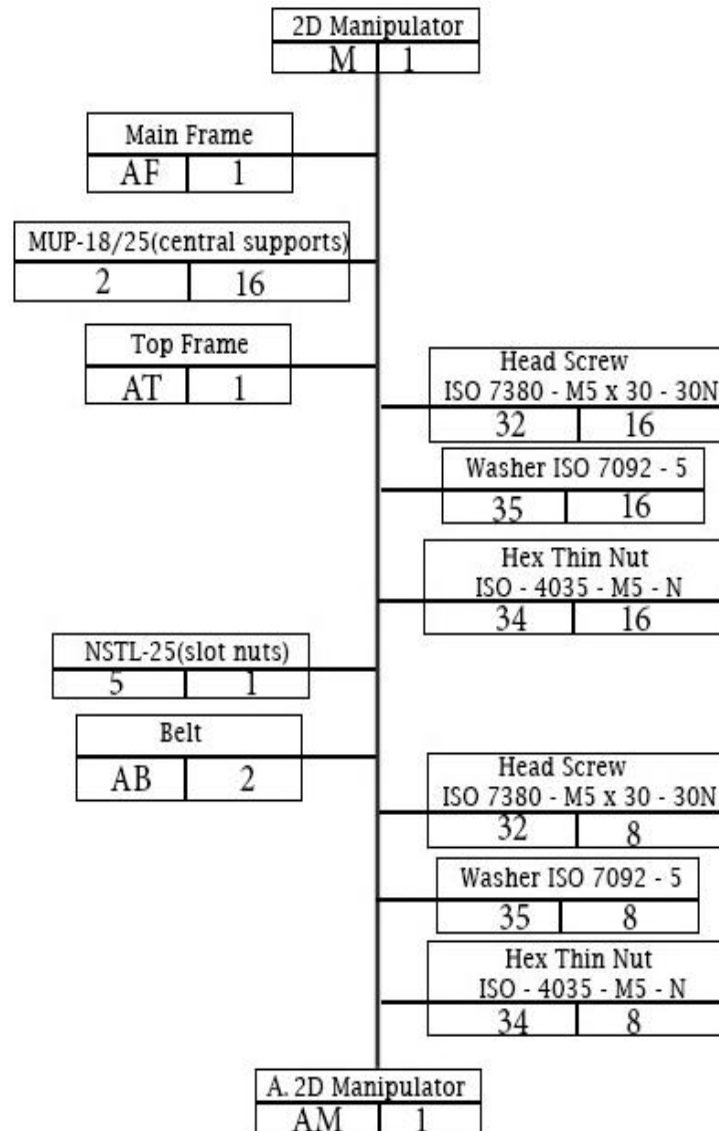 2D Manipulator
M 1
Main Frame
AF 1
MUP-18/25(central supports)
2 16
Top Frame
AT 1
Head Screw
ISO 7380 - M5 x 30 - 30N
32 16
Washer ISO 7092 - 5
35 16
Hex Thin Nut
ISO - 4035 - M5 - N
34 16
NSTL-25(slot nuts)
5 1
Belt
AB 2
Head Screw
ISO 7380 - M5 x 30 - 30N
32 8
Washer ISO 7092 - 5
35 8
Hex Thin Nut
ISO - 4035 - M5 - N
34 8
A. 2D Manipulator
AM 1